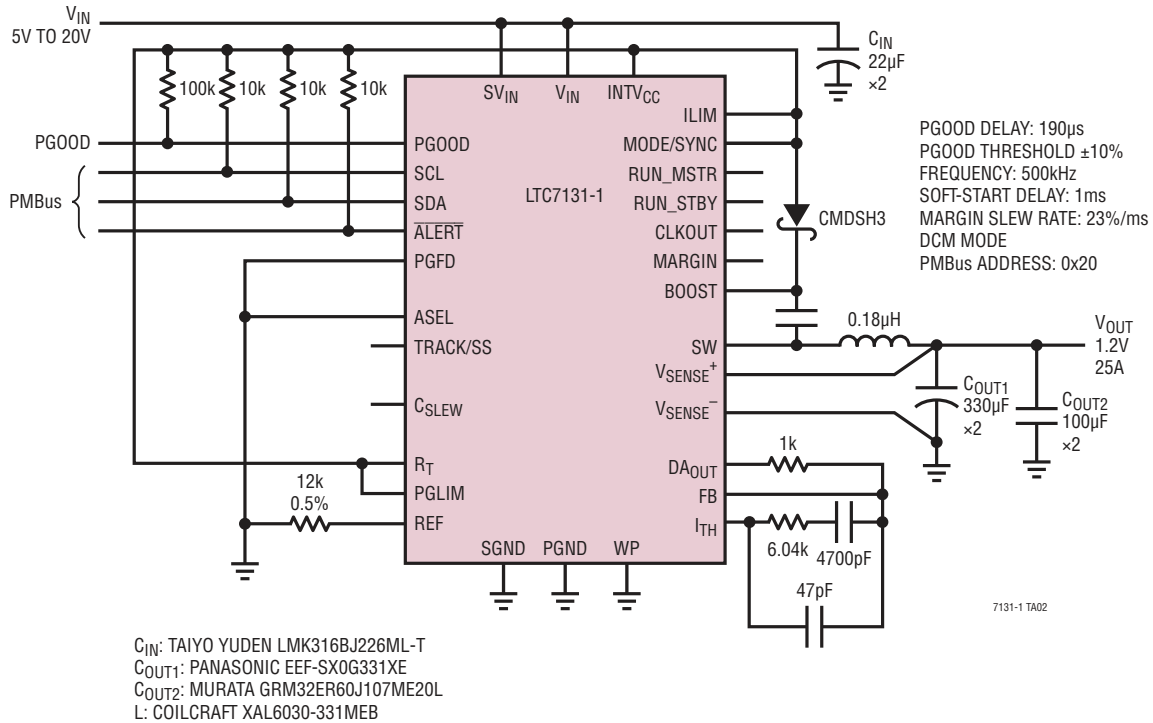 VIN
5V TO 20V
CIN
22µF
×2
100k
10k
10k
10k
SVIN
VIN
INTVCC
ILIM
PGOOD
PGOOD
MODE/SYNC
SCL
RUN_MSTR
PMBus
SDA
LTC7131-1
RUN_STBY
CMDSH3
ALERT
CLKOUT
PGFD
MARGIN
BOOST
ASEL
TRACK/SS
SW
0.18µH
VOUT
1.2V
25A
VSENSE+
CSLEW
VSENSE–
COUT1
330µF
×2
COUT2
100µF
×2
RT
DAOUT
1k
PGLIM
FB
12k
0.5%
REF
ITH
6.04k
4700pF
SGND
PGND
WP
47pF
PGOOD DELAY: 190µs
PGOOD THRESHOLD ±10%
FREQUENCY: 500kHz
SOFT-START DELAY: 1ms
MARGIN SLEW RATE: 23%/ms
DCM MODE
PMBus ADDRESS: 0x20
7131-1 TA02
CIN: TAIYO YUDEN LMK316BJ226ML-T
COUT1: PANASONIC EEF-SX0G331XE
COUT2: MURATA GRM32ER60J107ME20L
L: COILCRAFT XAL6030-331MEB